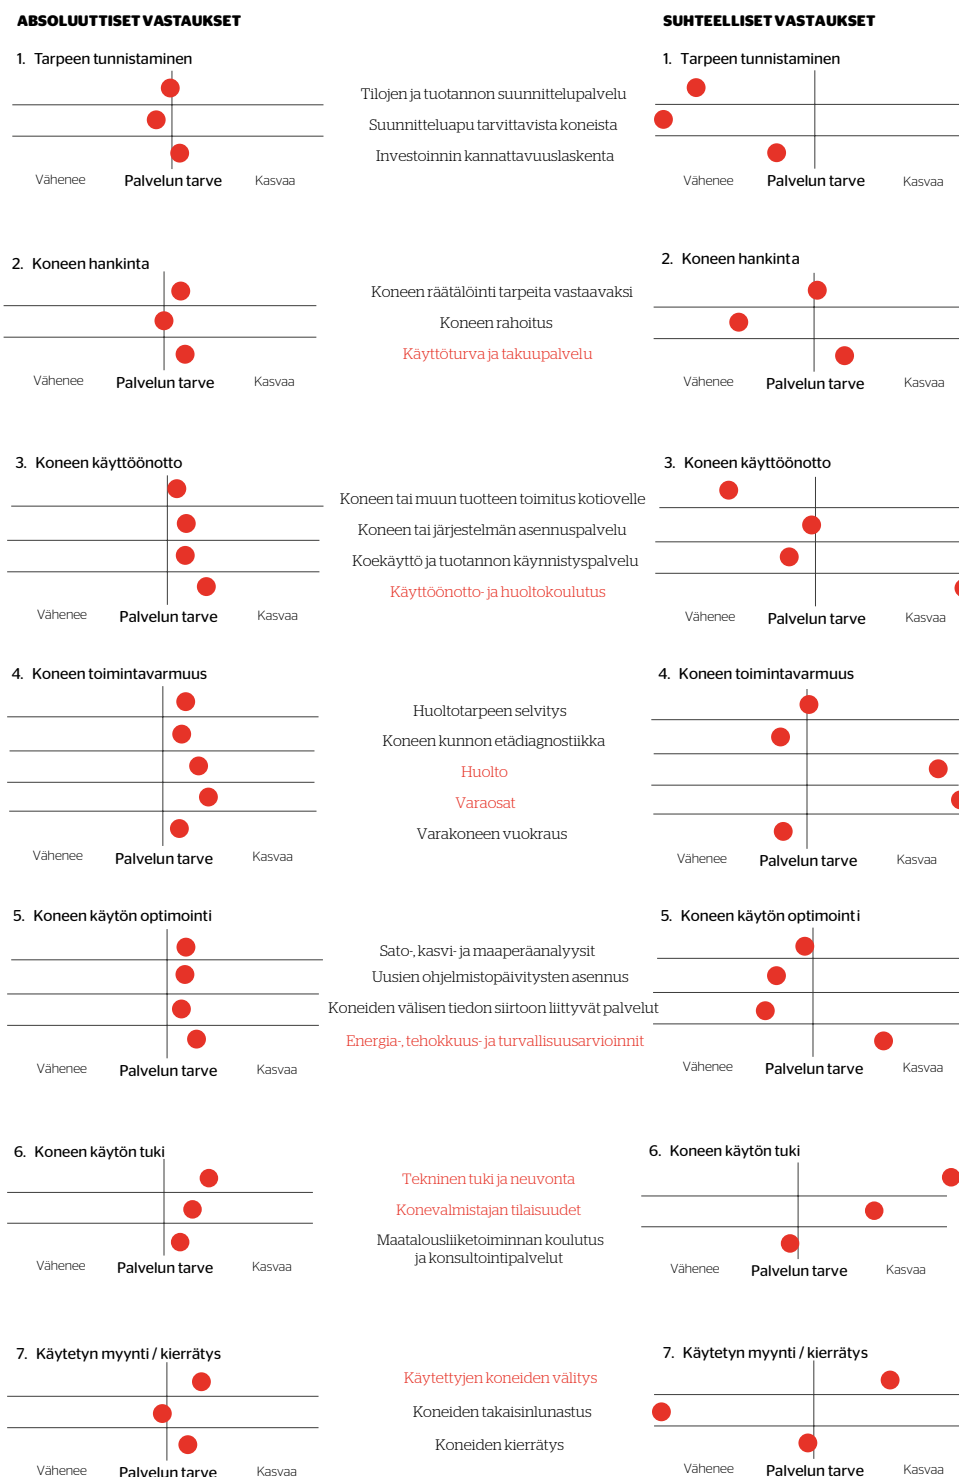 ABSOLUUTTISET VASTAUKSET
SUHTEELLISET VASTAUKSET
1. Tarpeen tunnistaminen
1. Tarpeen tunnistaminen
Tilojen ja tuotannon suunnittelupalvelu
Suunnitteluapu tarvittavista koneista
Investoinnin kannattavuuslaskenta
Vähenee Palvelun tarve Kasvaa
Vähenee Palvelun tarve Kasvaa
2. Koneen hankinta
2. Koneen hankinta
Koneen räätälöinti tarpeita vastaavaksi
Koneen rahoitus
Käyttöturva ja takuupalvelu
Vähenee Palvelun tarve Kasvaa
Vähenee Palvelun tarve Kasvaa
3. Koneen käyttöönotto
3. Koneen käyttöönotto
Koneen tai muun tuotteen toimitus kotiovelle
Koneen tai järjestelmän asennuspalvelu
Koekäyttö ja tuotannon käynnistyspalvelu
Käyttöönotto- ja huoltokoulutus
Vähenee Palvelun tarve Kasvaa
Vähenee Palvelun tarve Kasvaa
4. Koneen toimintavarmuus
4. Koneen toimintavarmuus
Huoltotarpeen selvitys
Koneen kunnon etädiagnostiikka
Huolto
Varaosat
Varakoneen vuokraus
Vähenee Palvelun tarve Kasvaa
Vähenee Palvelun tarve Kasvaa
5. Koneen käytön optimointi
5. Koneen käytön optimointi
Sato-, kasvi- ja maaperäanalyysit
Uusien ohjelmistopäivitysten asennus
Koneiden välisen tiedon siirtoon liittyvät palvelut
Energia-, tehokkuus- ja turvallisuusarvioinnit
Vähenee Palvelun tarve Kasvaa
Vähenee Palvelun tarve Kasvaa
6. Koneen käytön tuki
6. Koneen käytön tuki
Tekninen tuki ja neuvonta
Konevalmistajan tilaisuudet
Maatalousliiketoiminnan koulutus
ja konsultointipalvelut
Vähenee Palvelun tarve Kasvaa
Vähenee Palvelun tarve Kasvaa
7. Käytetyn myynti / kierrätys
7. Käytetyn myynti / kierrätys
Käytettyjen koneiden välitys
Koneiden takaisinlunastus
Koneiden kierrätys
Vähenee Palvelun tarve Kasvaa
Vähenee Palvelun tarve Kasvaa